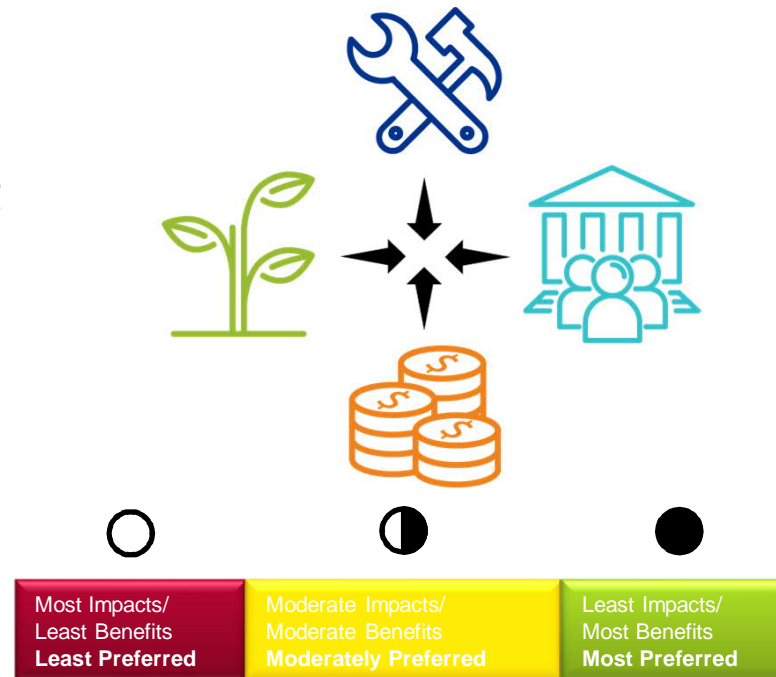 $
$
$
Most Impacts/
Least Benefits
Least Preferred
Moderate Impacts/
Moderate Benefits
Moderately Preferred
Least Impacts/
Most Benefits
Most Preferred